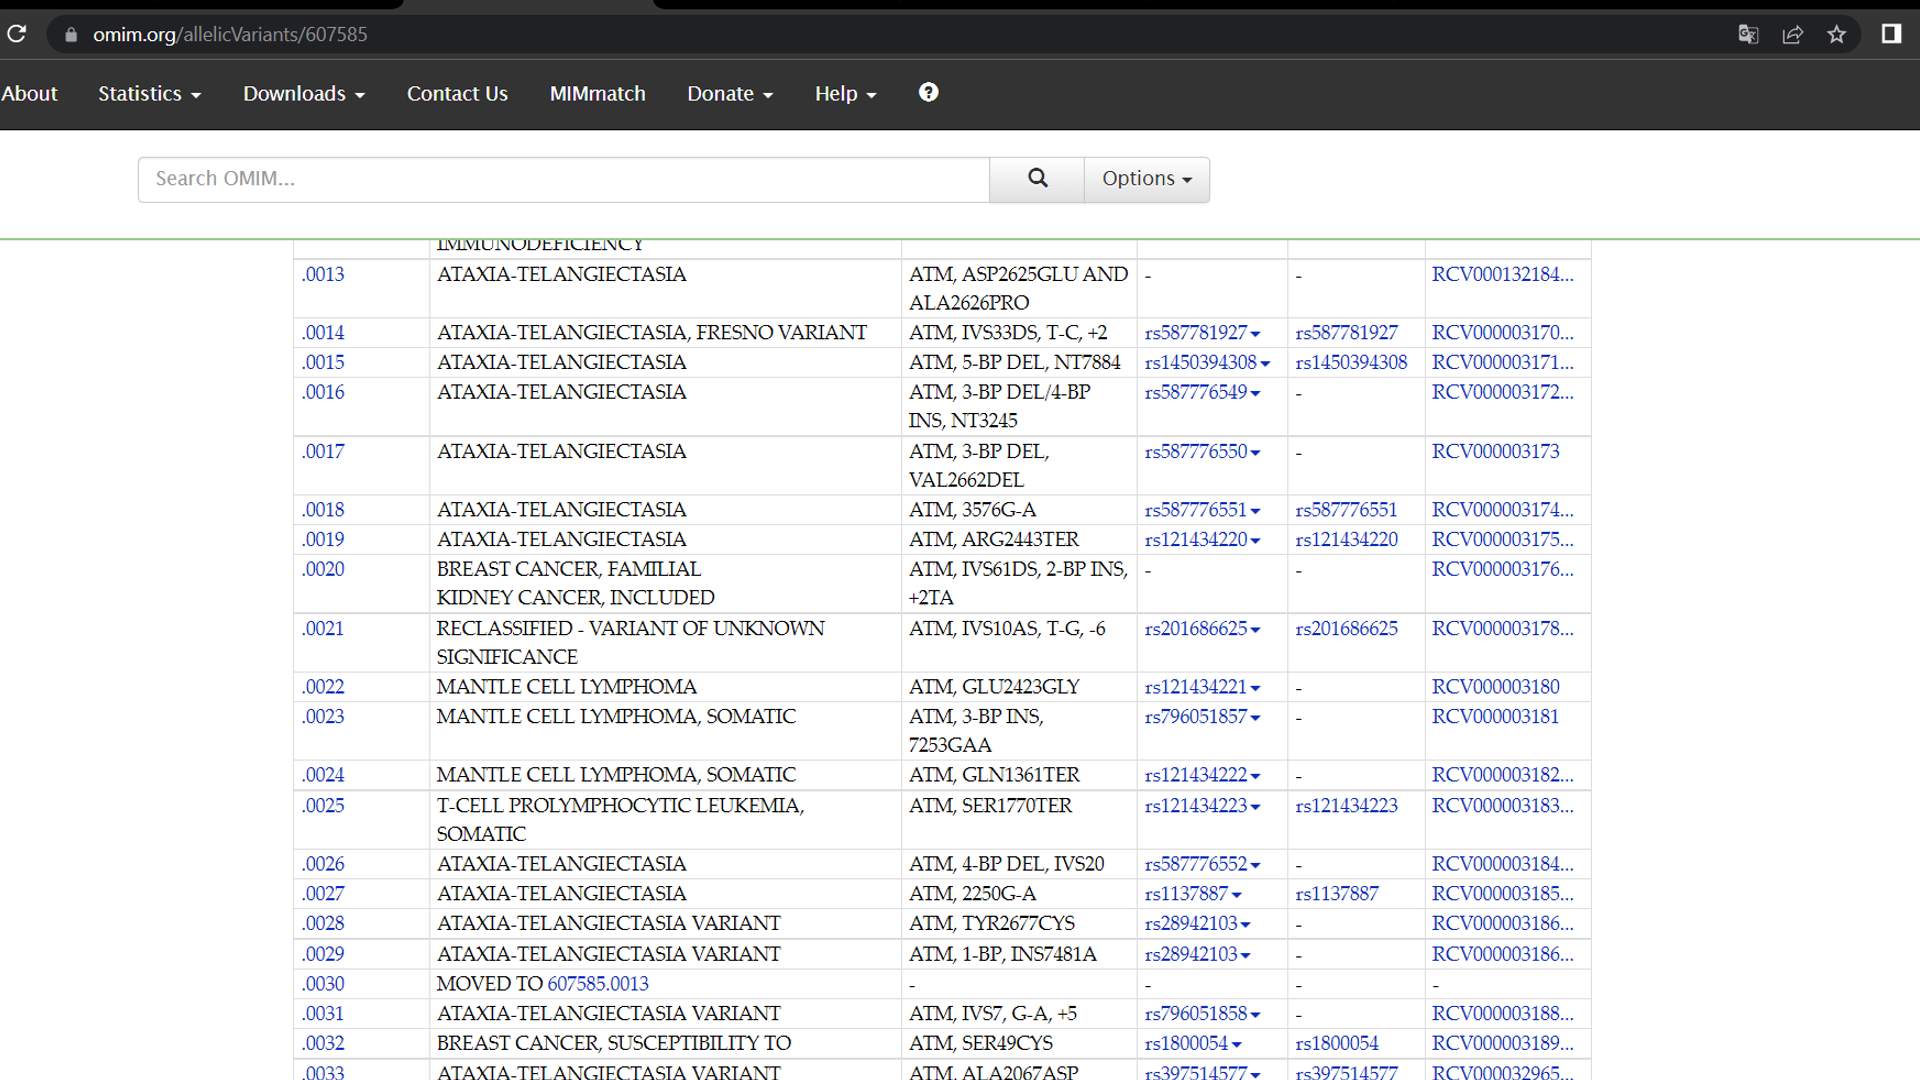 omim.org/allelicVariants/607585
About Statistics Downloads Contact Us MIMmatch Donate Help ?
Search OMIM... Options
IMMUNODEFICIENCY
.0013 ATAXIA-TELANGIECTASIA ATM, ASP2625GLU AND - - RCV000132184...
ALA2626PRO
.0014 ATAXIA-TELANGIECTASIA, FRESNO VARIANT ATM, IVS33DS, T-C, +2 rs587781927 rs587781927 RCV000003170...
.0015 ATAXIA-TELANGIECTASIA ATM, 5-BP DEL, NT7884 rs1450394308 rs1450394308 RCV000003171...
.0016 ATAXIA-TELANGIECTASIA ATM, 3-BP DEL/4-BP rs587776549 - RCV000003172...
INS, NT3245
.0017 ATAXIA-TELANGIECTASIA ATM, 3-BP DEL, rs587776550 - RCV000003173
VAL2662DEL
.0018 ATAXIA-TELANGIECTASIA ATM, 3576G-A rs587776551 rs587776551 RCV000003174...
.0019 ATAXIA-TELANGIECTASIA ATM, ARG2443TER rs121434220 rs121434220 RCV000003175...
.0020 BREAST CANCER, FAMILIAL ATM, IVS61DS, 2-BP INS, - - RCV000003176...
KIDNEY CANCER, INCLUDED +2TA
.0021 RECLASSIFIED - VARIANT OF UNKNOWN ATM, IVS10AS, T-G, -6 rs201686625 rs201686625 RCV000003178...
SIGNIFICANCE
.0022 MANTLE CELL LYMPHOMA ATM, GLU2423GLY rs121434221 - RCV000003180
.0023 MANTLE CELL LYMPHOMA, SOMATIC ATM, 3-BP INS, rs796051857 - RCV000003181
7253GAA
.0024 MANTLE CELL LYMPHOMA, SOMATIC ATM, GLN1361TER rs121434222 - RCV000003182...
.0025 T-CELL PROLYMPHOCYTIC LEUKEMIA, ATM, SER1770TER rs121434223 rs121434223 RCV000003183...
SOMATIC
.0026 ATAXIA-TELANGIECTASIA ATM, 4-BP DEL, IVS20 rs587776552 - RCV000003184...
.0027 ATAXIA-TELANGIECTASIA ATM, 2250G-A rs1137887 rs1137887 RCV000003185...
.0028 ATAXIA-TELANGIECTASIA VARIANT ATM, TYR2677CYS rs28942103 - RCV000003186...
.0029 ATAXIA-TELANGIECTASIA VARIANT ATM, 1-BP, INS7481A rs28942103 - RCV000003186...
.0030 MOVED TO 607585.0013 - - - -
.0031 ATAXIA-TELANGIECTASIA VARIANT ATM, IVS7, G-A, +5 rs796051858 - RCV000003188...
.0032 BREAST CANCER, SUSCEPTIBILITY TO ATM, SER49CYS rs1800054 rs1800054 RCV000003189...
.0033 ATAXIA-TELANGIECTASIA VARIANT ATM, ALA2067ASP rs397514577 rs397514577 RCV000032965...